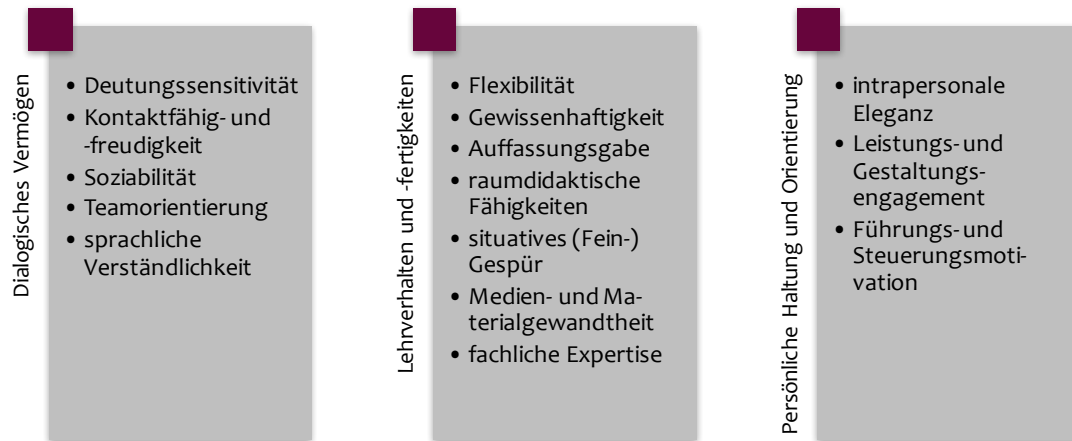 Dialogisches Vermögen
• Deutungssensitivität
• Kontaktfähig- und
-freudigkeit
• Soziabilität
• Teamorientierung
• sprachliche
Verständlichkeit
Lehrverhalten und -fertigkeiten
• Flexibilität
• Gewissenhaftigkeit
• Auffassungsgabe
• raumdidaktische
Fähigkeiten
• situatives (Fein-)
Gespür
• Medien- und Ma-
terialgewandtheit
• fachliche Expertise
Persönliche Haltung und Orientierung
• intrapersonale
Eleganz
• Leistungs- und
Gestaltungs-
engagement
• Führungs- und
Steuerungsmoti-
vation